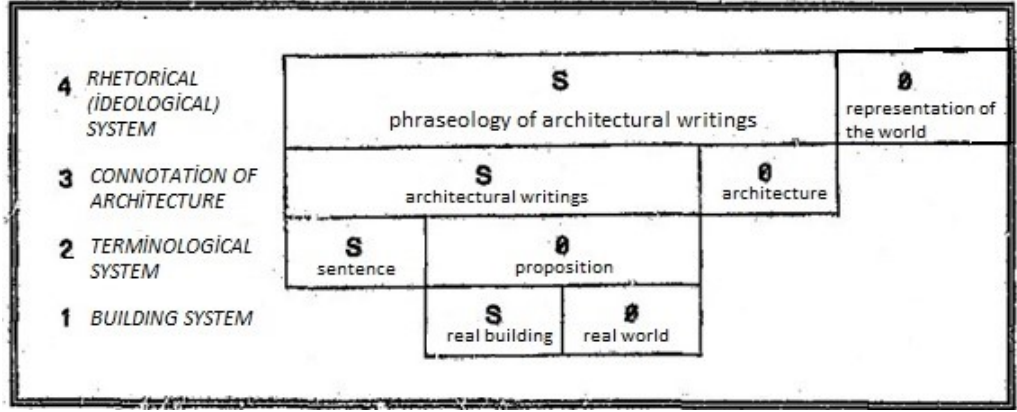 4 RHETORİCAL (İDEOLOGİCAL) SYSTEM
S
phraseology of architectural writings
ø
representation of the world
3 CONNOTATİON OF ARCHİTECTURE
S
architectural writings
ø
architecture
2 TERMİNOLOGİCAL SYSTEM
S
sentence
ø
proposition
1 BUILDING SYSTEM
S
real building
ø
real world